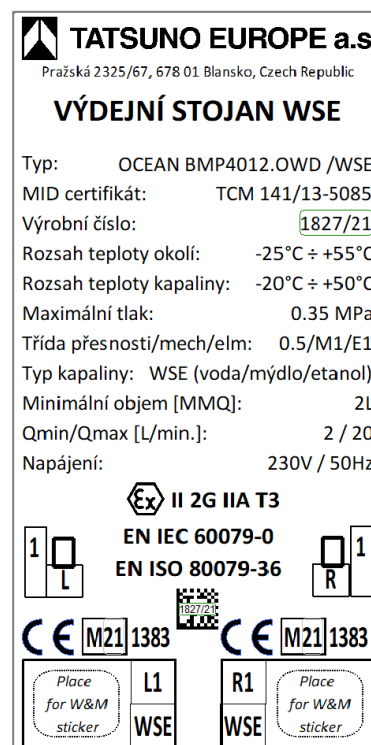 TATSUNO EUROPE a.s
Pražská 2325/67, 678 01 Blansko, Czech Republic
VÝDEJNÍ STOJAN WSE
Typ: OCEAN BMP4012.OWD /WSE
MID certifikát: TCM 141/13-5085
Výrobní číslo: 1827/21
Rozsah teploty okolí: -25°C ÷ +55°C
Rozsah teploty kapaliny: -20°C ÷ +50°C
Maximální tlak: 0.35 MPa
Třída přesnosti/mech/elm: 0.5/M1/E1
Typ kapaliny: WSE (voda/mýdlo/etanol)
Minimální objem [MMQ]: 2L
Qmin/Qmax [L/min.]: 2 / 20
Napájení: 230V / 50Hz
Ex II 2G IIA T3
EN IEC 60079-0
EN ISO 80079-36
1 L
R 1
1827/21
CE M21 1383
CE M21 1383
Place
for W&M
sticker
L1
WSE
R1
WSE
Place
for W&M
sticker